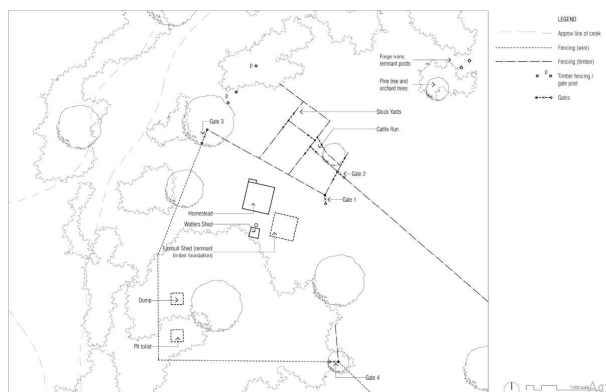 LEGEND
Approx line of creek
Fencing (wire)
Fencing (timber)
P
Timber fencing /
gate post
Gates
Forge ruins,
remnant posts
Pine tree and
orchard trees
P
P
Gate 3
Stock Yards
Cattle Run
Gate 2
Gate 1
Homestead
Watters Shed
Turnbull Shed (remnant
timber foundation)
Dump
Pit toilet
Gate 4